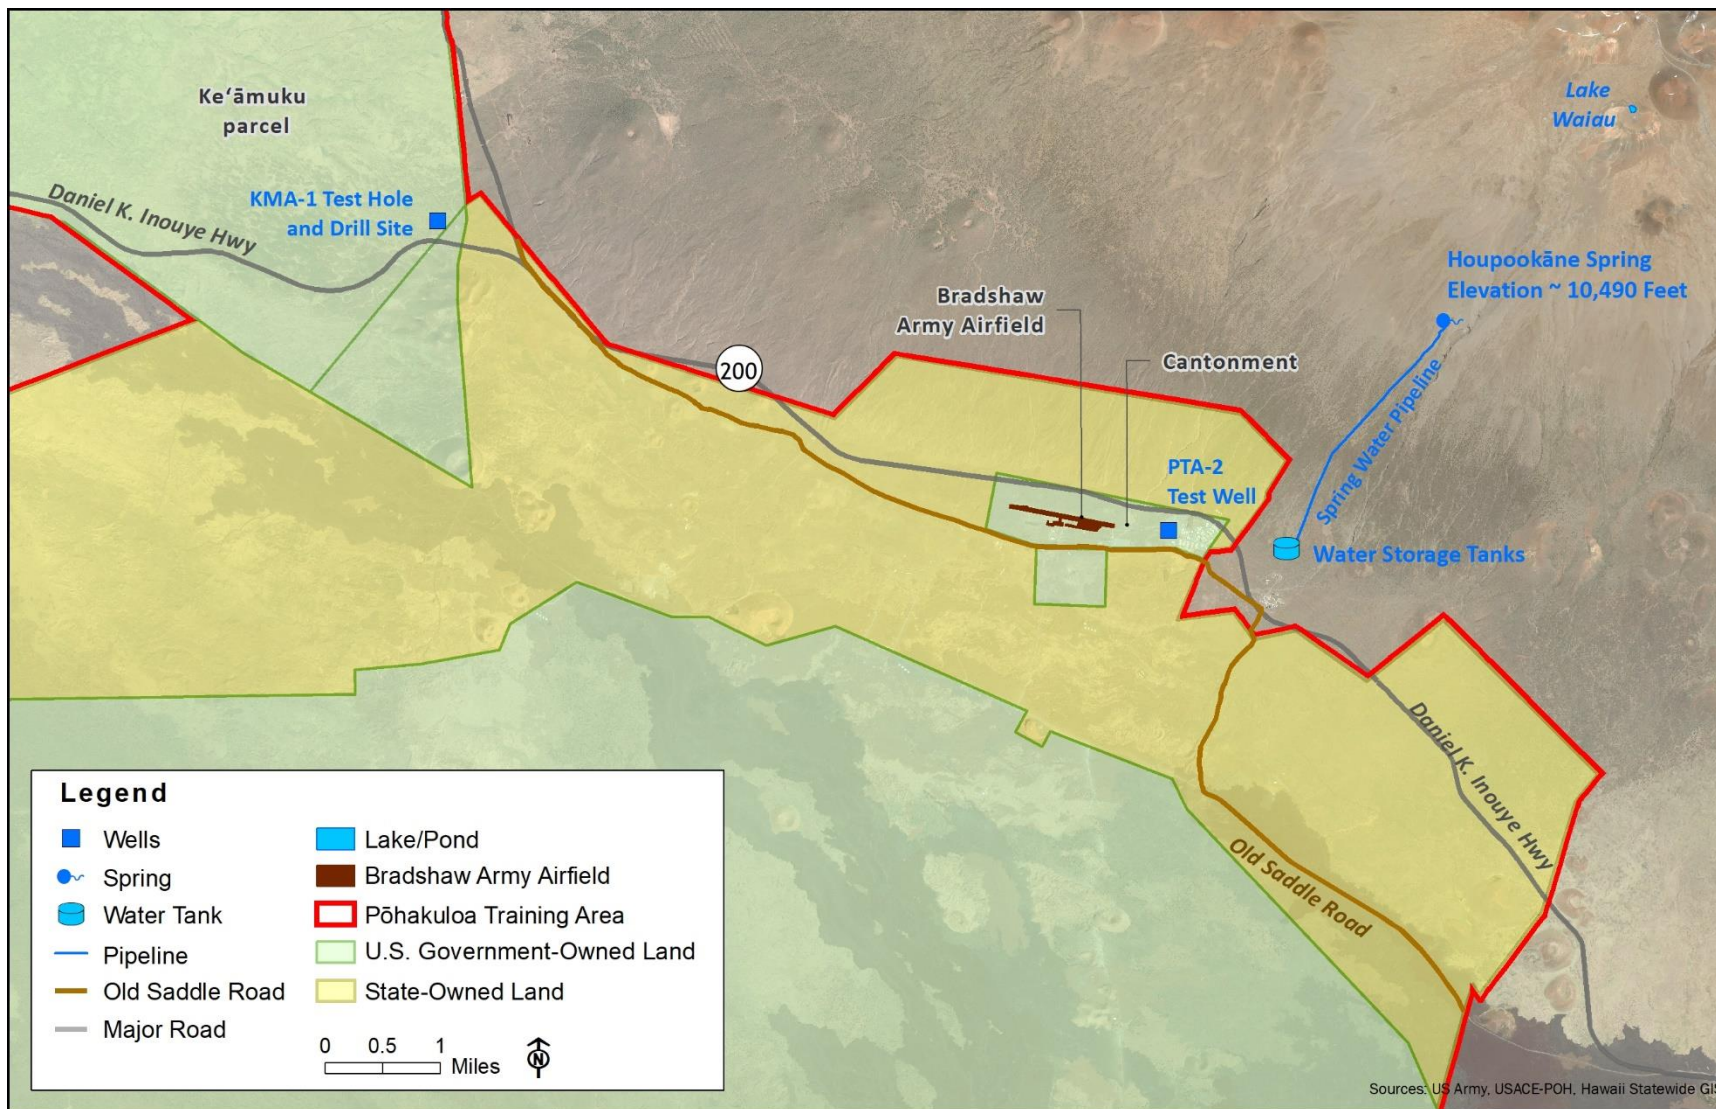 Ke‘āmuku
parcel
Lake
Waiau
KMA-1 Test Hole
and Drill Site
Daniel K. Inouye Hwy
Houpookāne Spring
Elevation ~ 10,490 Feet
Bradshaw
Army Airfield
Cantonment
200
Spring Water Pipeline
PTA-2
Test Well
Water Storage Tanks
Daniel K. Inouye Hwy
Old Saddle Road
Legend
Wells
Spring
Water Tank
Pipeline
Old Saddle Road
Major Road
Lake/Pond
Bradshaw Army Airfield
Pōhakuloa Training Area
U.S. Government-Owned Land
State-Owned Land
0 0.5 1
Miles
N
Sources: US Army, USACE-POH, Hawaii Statewide GIS